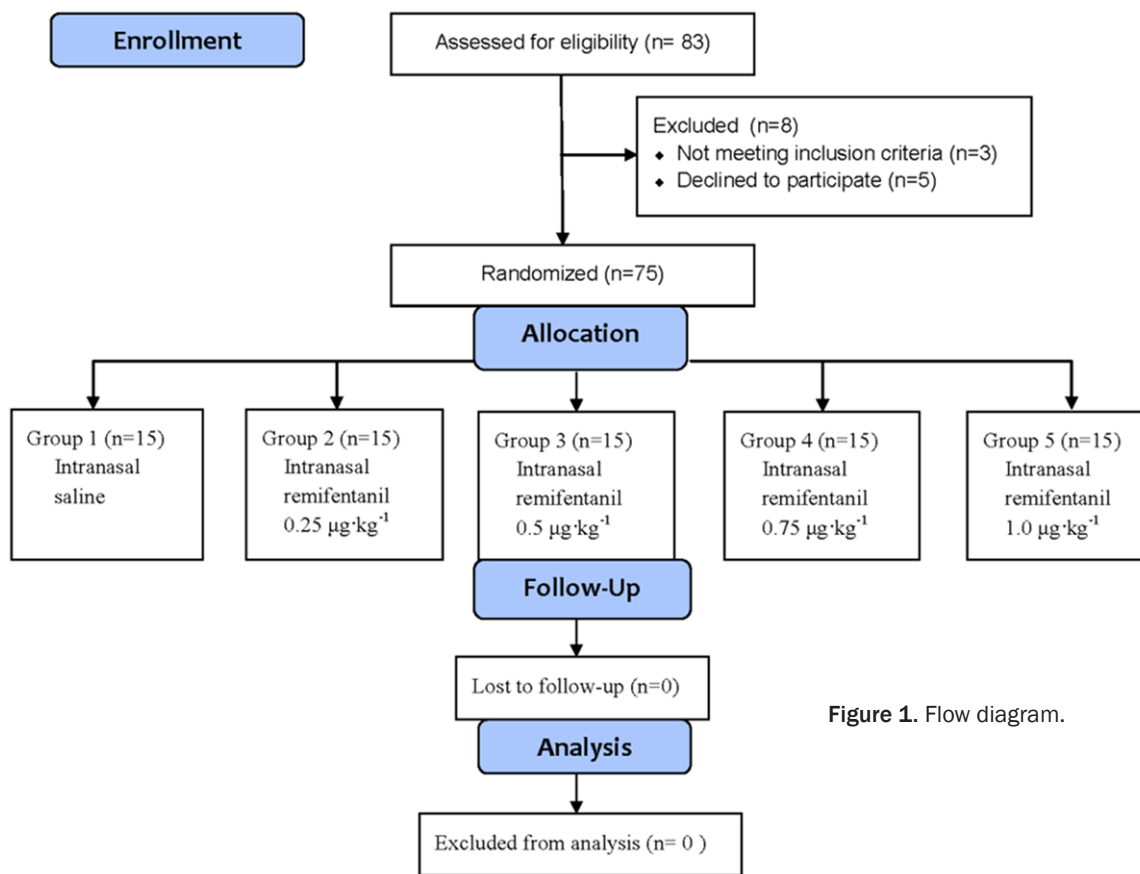 Enrollment
Assessed for eligibility (n= 83)
Excluded (n=8)
◆ Not meeting inclusion criteria (n=3)
◆ Declined to participate (n=5)
Randomized (n=75)
Allocation
Group 1 (n=15)
Intranasal
saline
Group 2 (n=15)
Intranasal
remifentanil
0.25 µg·kg⁻¹
Group 3 (n=15)
Intranasal
remifentanil
0.5 µg·kg⁻¹
Group 4 (n=15)
Intranasal
remifentanil
0.75 µg·kg⁻¹
Group 5 (n=15)
Intranasal
remifentanil
1.0 µg·kg⁻¹
Follow-Up
Lost to follow-up (n=0)
Figure 1. Flow diagram.
Analysis
Excluded from analysis (n= 0 )